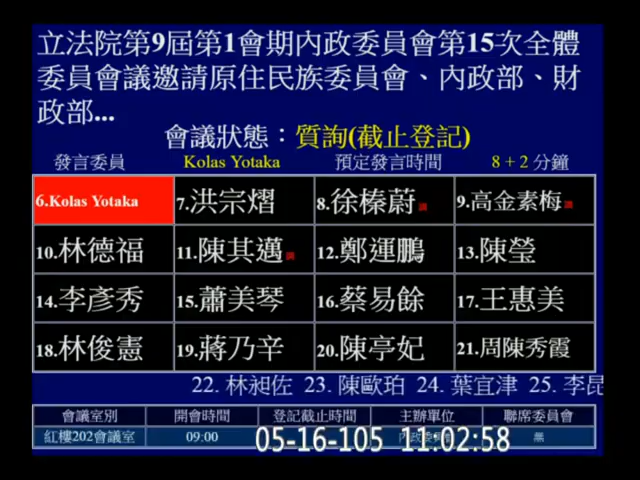 立法院第9屆第1會期內政委員會第15次全體
委員會議邀請原住民族委員會、內政部、財
政部...
會議狀態：質詢(截止登記)
發言委員 Kolas Yotaka 預定發言時間 8 + 2 分鐘
6.Kolas Yotaka 7.洪宗熠 8.徐榛蔚 9.高金素梅
10.林德福 11.陳其邁 12.鄭運鵬 13.陳瑩
14.李彥秀 15.蕭美琴 16.蔡易餘 17.王惠美
18.林俊憲 19.蔣乃辛 20.陳亭妃 21.周陳秀霞
22. 林昶佐 23. 陳歐珀 24. 葉宜津 25. 李昆
會議室別 開會時間 登記截止時間 主辦單位 聯席委員會
紅樓202會議室 09:00 內政委員會
05-16-105 11:02:58